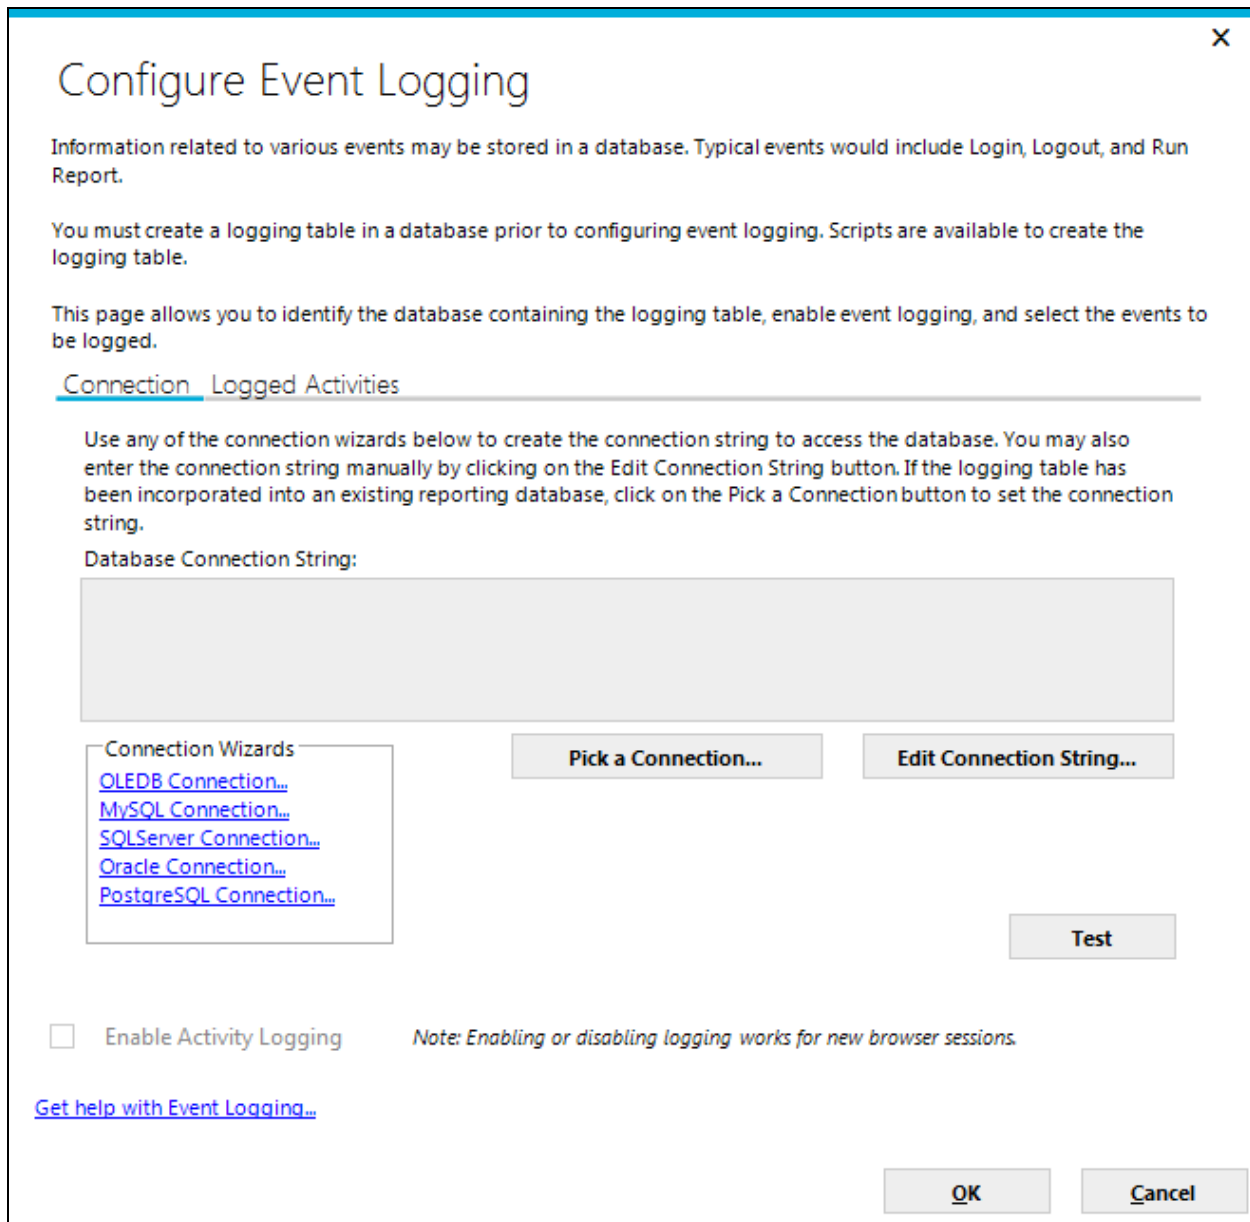 ×
Configure Event Logging
Information related to various events may be stored in a database. Typical events would include Login, Logout, and Run
Report.
You must create a logging table in a database prior to configuring event logging. Scripts are available to create the
logging table.
This page allows you to identify the database containing the logging table, enable event logging, and select the events to
be logged.
Connection Logged Activities
Use any of the connection wizards below to create the connection string to access the database. You may also
enter the connection string manually by clicking on the Edit Connection String button. If the logging table has
been incorporated into an existing reporting database, click on the Pick a Connection button to set the connection
string.
Database Connection String:
Connection Wizards
OLEDB Connection...
MySQL Connection...
SQLServer Connection...
Oracle Connection...
PostgreSQL Connection...
Pick a Connection... Edit Connection String...
Test
Enable Activity Logging Note: Enabling or disabling logging works for new browser sessions.
Get help with Event Logging...
OK Cancel